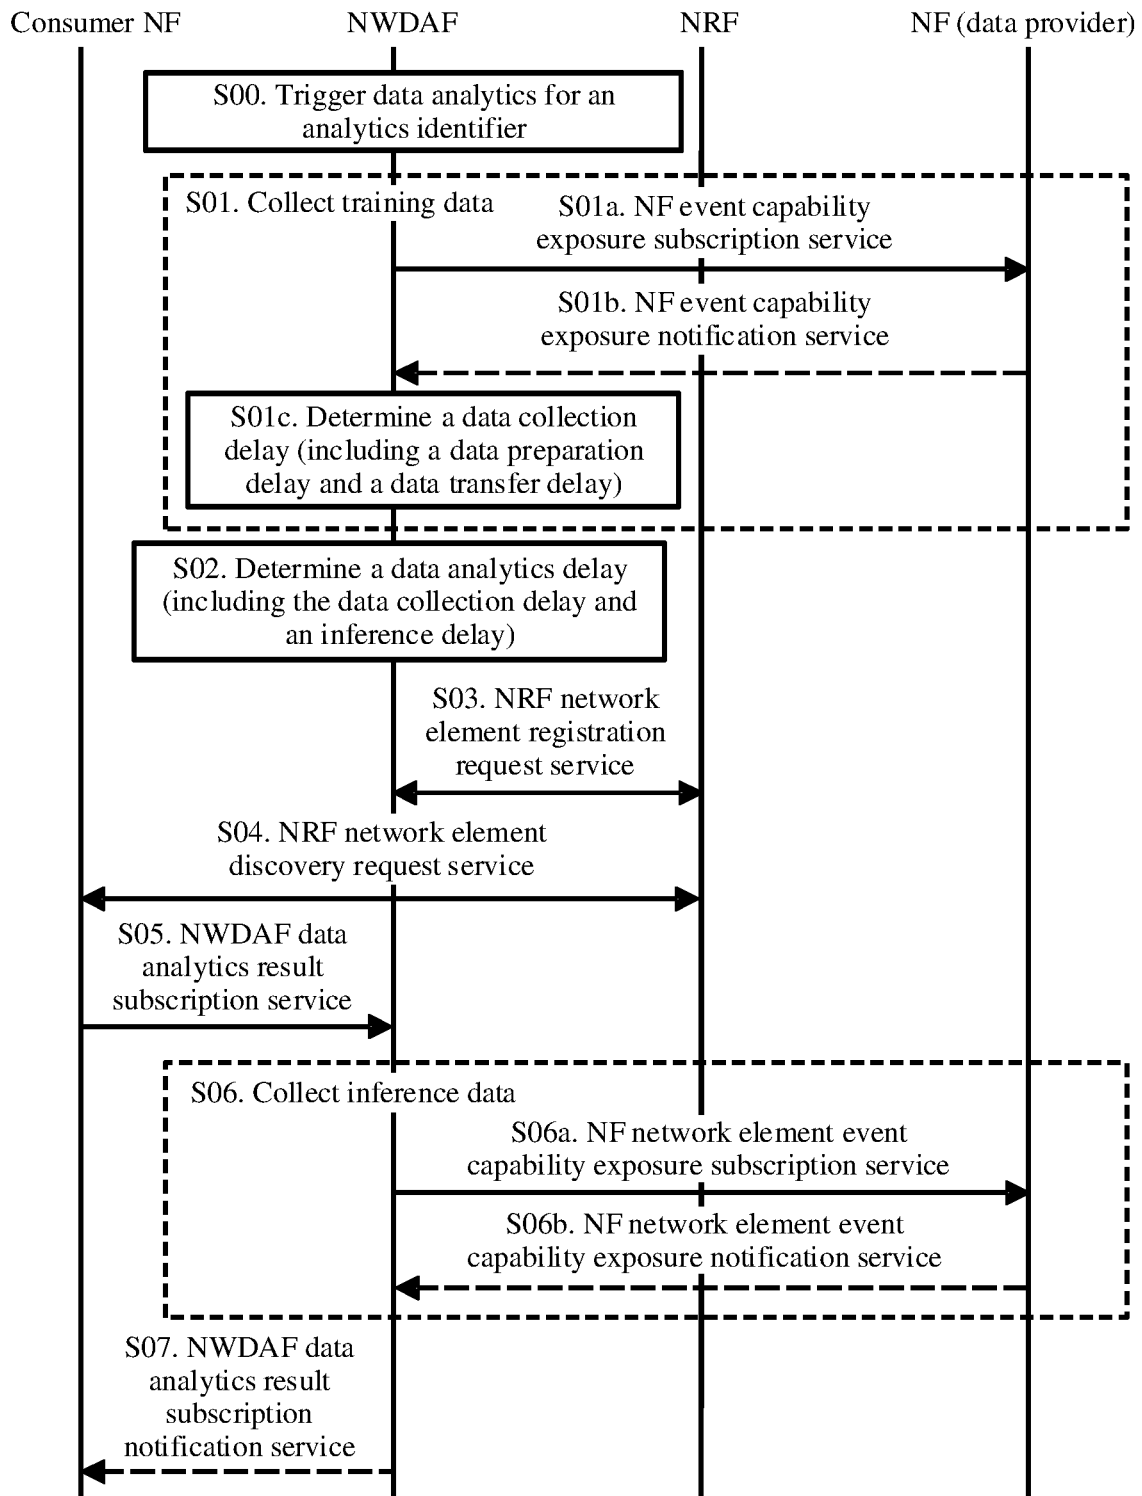 Consumer NF
NWDAF
NRF
NF (data provider)
S00. Trigger data analytics for an
analytics identifier
S01. Collect training data
S01a. NF event capability
exposure subscription service
S01b. NF event capability
exposure notification service
S01c. Determine a data collection
delay (including a data preparation
delay and a data transfer delay)
S02. Determine a data analytics delay
(including the data collection delay and
an inference delay)
S03. NRF network
element registration
request service
S04. NRF network element
discovery request service
S05. NWDAF data
analytics result
subscription service
S06. Collect inference data
S06a. NF network element event
capability exposure subscription service
S06b. NF network element event
capability exposure notification service
S07. NWDAF data
analytics result
subscription
notification service